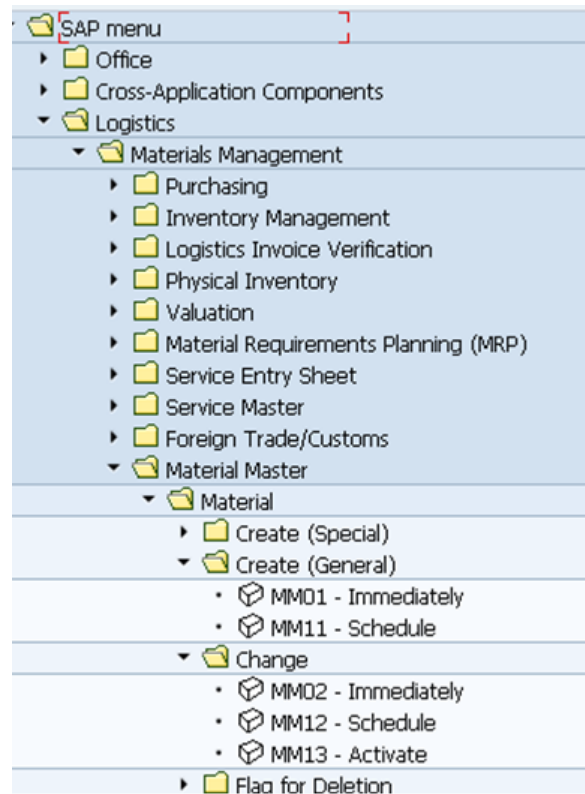 SAP menu
Office
Cross-Application Components
Logistics
Materials Management
Purchasing
Inventory Management
Logistics Invoice Verification
Physical Inventory
Valuation
Material Requirements Planning (MRP)
Service Entry Sheet
Service Master
Foreign Trade/Customs
Material Master
Material
Create (Special)
Create (General)
MM01 - Immediately
MM11 - Schedule
Change
MM02 - Immediately
MM12 - Schedule
MM13 - Activate
Flag for Deletion